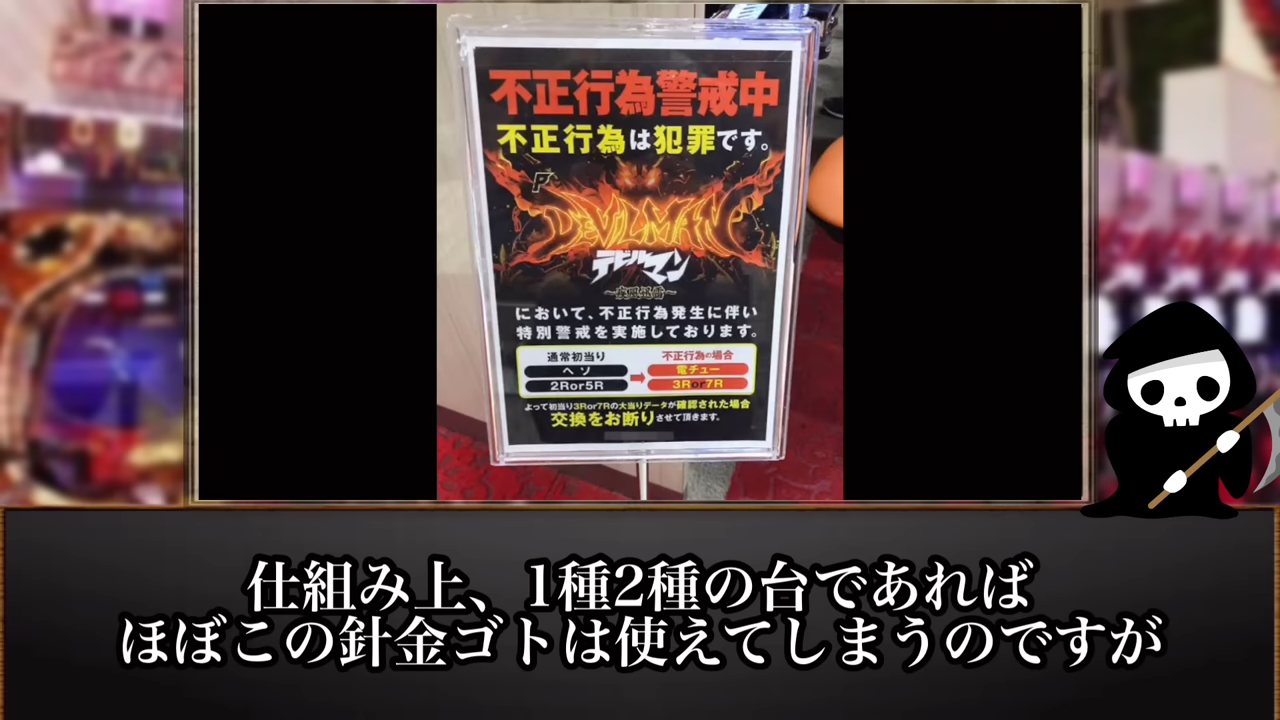 不正行為警戒中
不正行為は犯罪です。
P
DEVILMAN
デビルマン
において、不正行為発生に伴い
特別警戒を実施しております。
通常初当り 不正行為の場合
ヘソ 電チュー
2Ror5R 3Ror7R
よって初当り3Ror7Rの大当りデータが確認された場合
交換をお断りさせて頂きます。
仕組み上、1種2種の台であれば
ほぼこの針金ゴトは使えてしまうのですが